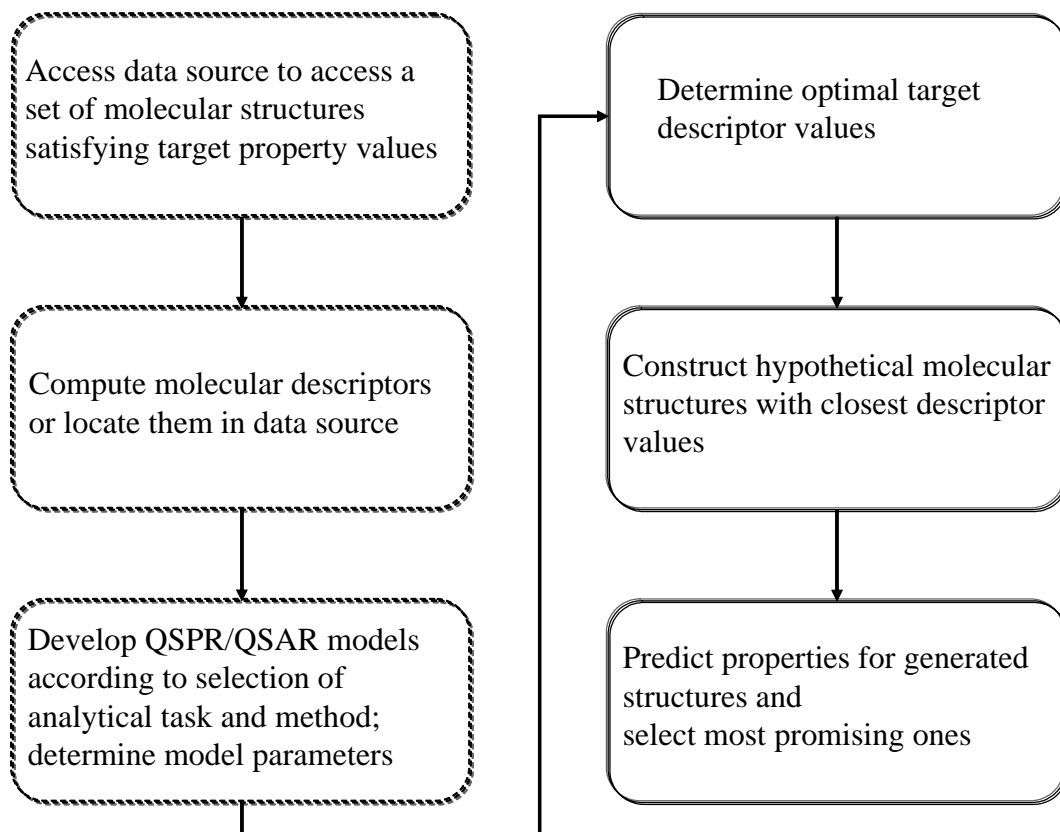 Access data source to access a
set of molecular structures
satisfying target property values
Compute molecular descriptors
or locate them in data source
Develop QSPR/QSAR models
according to selection of
analytical task and method;
determine model parameters
Determine optimal target
descriptor values
Construct hypothetical molecular
structures with closest descriptor
values
Predict properties for generated
structures and
select most promising ones